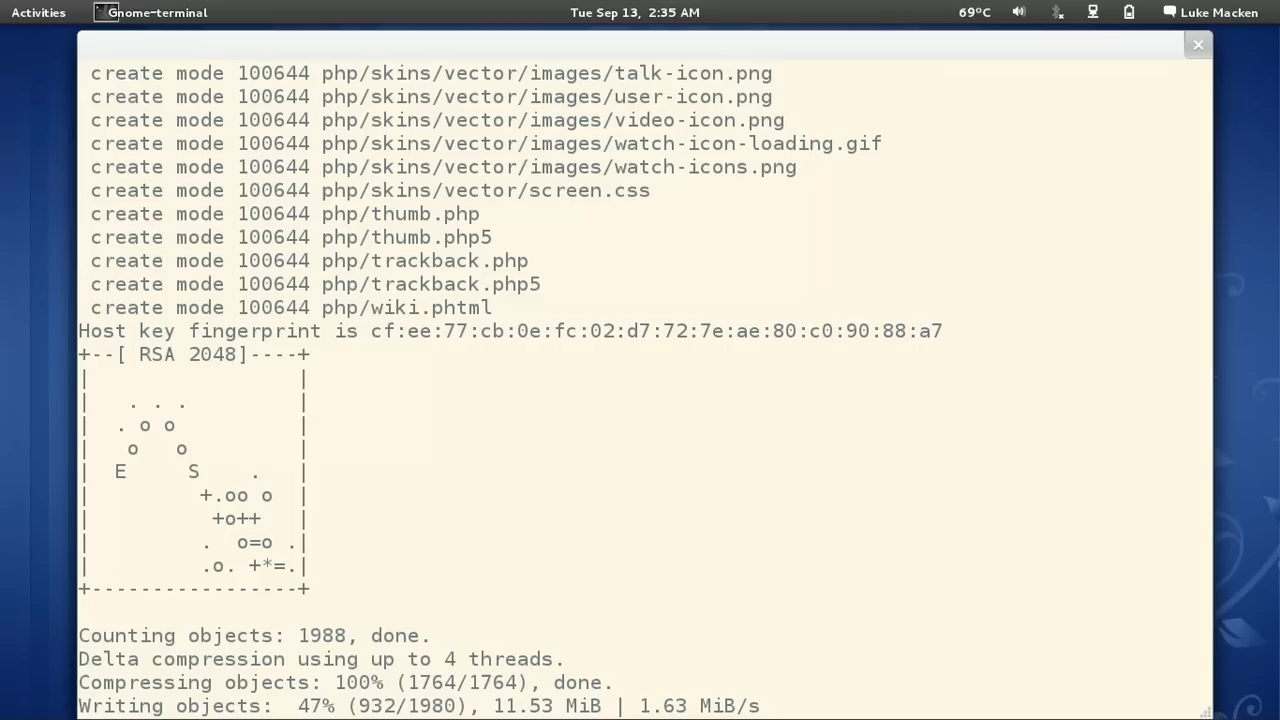 Activities Gnome-terminal Tue Sep 13, 2:35 AM 69°C Luke Macken
create mode 100644 php/skins/vector/images/talk-icon.png
create mode 100644 php/skins/vector/images/user-icon.png
create mode 100644 php/skins/vector/images/video-icon.png
create mode 100644 php/skins/vector/images/watch-icon-loading.gif
create mode 100644 php/skins/vector/images/watch-icons.png
create mode 100644 php/skins/vector/screen.css
create mode 100644 php/thumb.php
create mode 100644 php/thumb.php5
create mode 100644 php/trackback.php
create mode 100644 php/trackback.php5
create mode 100644 php/wiki.phtml
Host key fingerprint is cf:ee:77:cb:0e:fc:02:d7:72:7e:ae:80:c0:90:88:a7
+--[ RSA 2048]----+
|                 |
|   . . .         |
|  . o o          |
|   o   o         |
|  E     S    .   |
|         +.oo o  |
|          +o++   |
|         .  o=o .|
|         .o. +*=.|
+-----------------+
Counting objects: 1988, done.
Delta compression using up to 4 threads.
Compressing objects: 100% (1764/1764), done.
Writing objects:  47% (932/1980), 11.53 MiB | 1.63 MiB/s